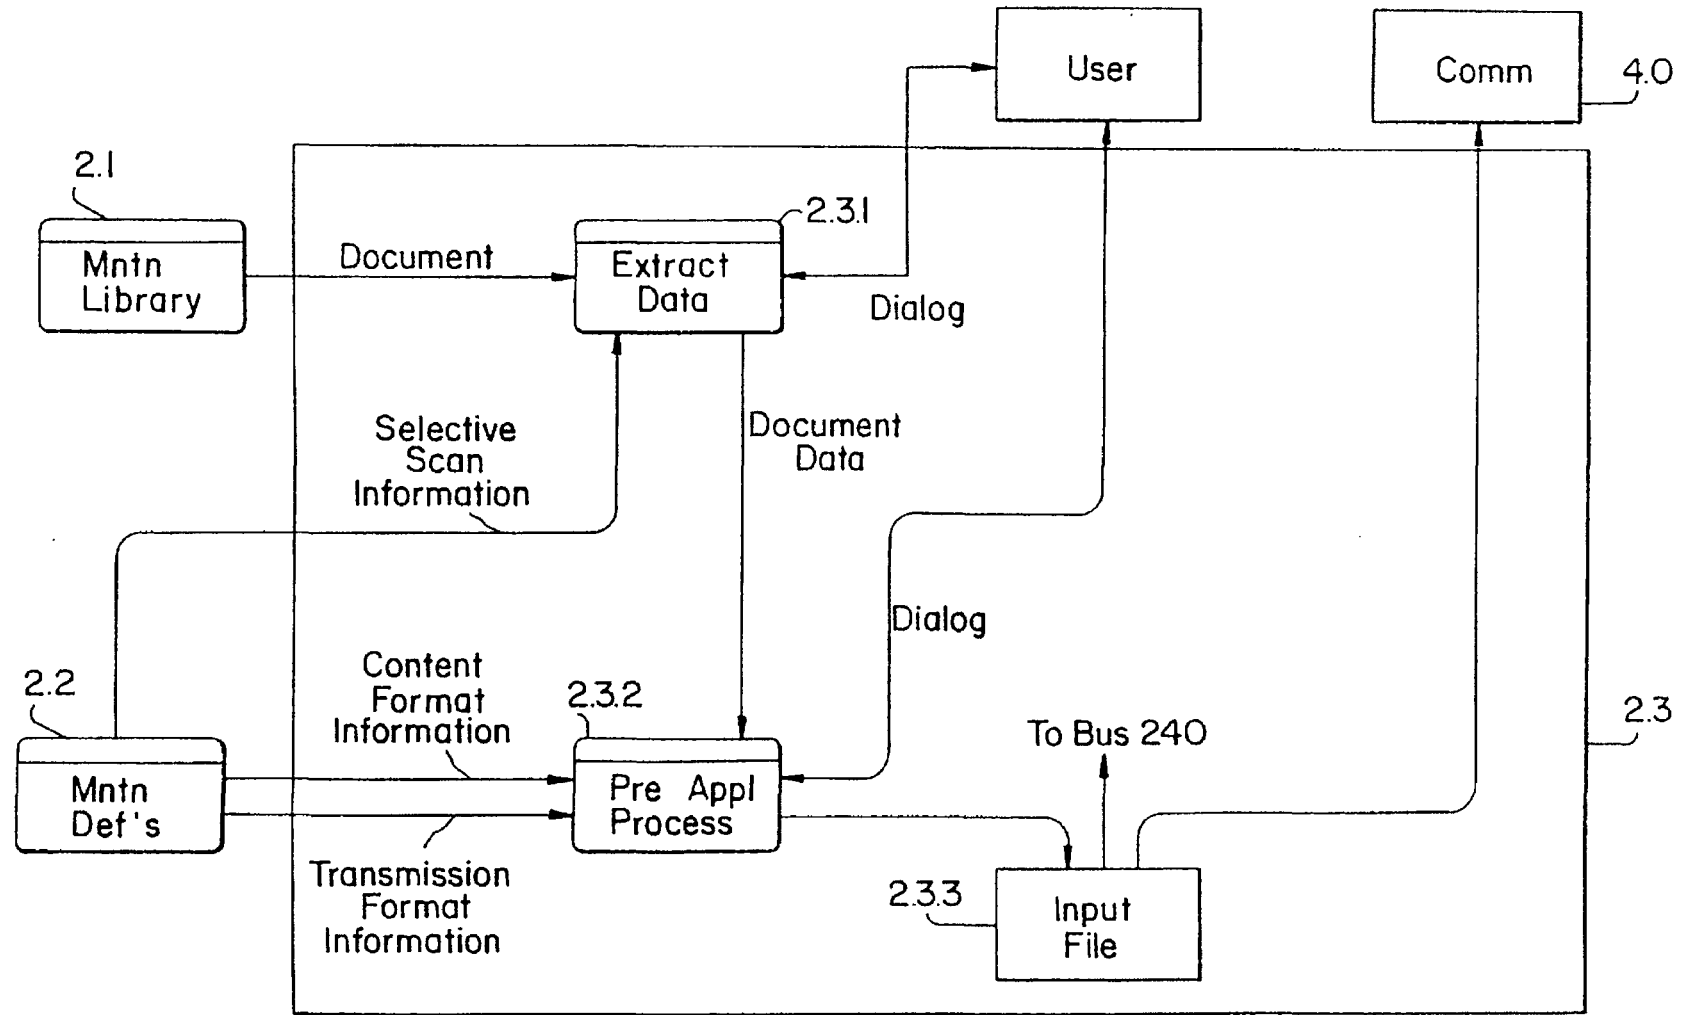 User
Comm
4.0
2.1
Mntn
Library
Document
2.3.1
Extract
Data
Dialog
Selective
Scan
Information
Document
Data
Dialog
2.2
Mntn
Def's
Content
Format
Information
2.3.2
Pre Appl
Process
To Bus 240
2.3
Transmission
Format
Information
2.3.3
Input
File